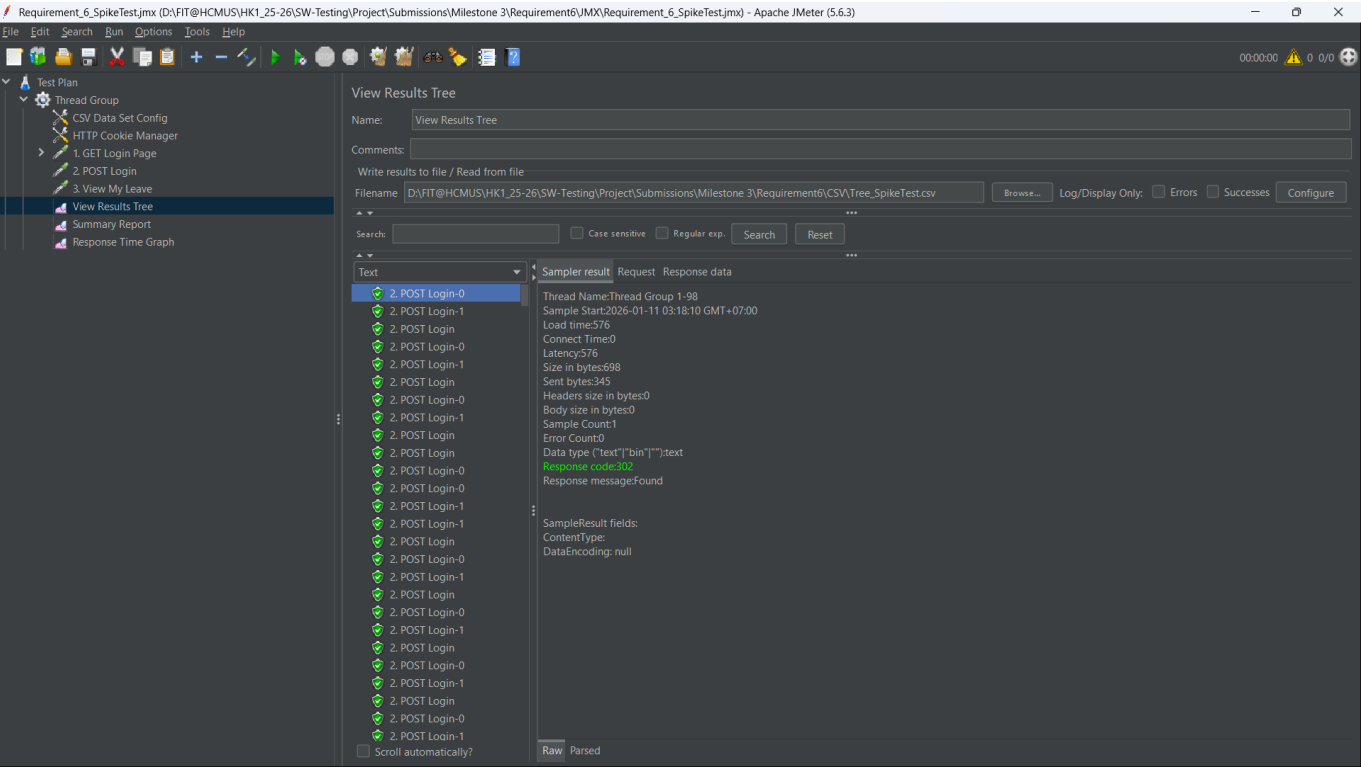 Requirement_6_SpikeTest.jmx (D:\FIT@HCMUS\HK1_25-26\SW-Testing\Project\Submissions\Milestone 3\Requirement6\JMX\Requirement_6_SpikeTest.jmx) - Apache JMeter (5.6.3)
File Edit Search Run Options Tools Help
00:00:00 0 0/0
Test Plan
Thread Group
CSV Data Set Config
HTTP Cookie Manager
1. GET Login Page
2. POST Login
3. View My Leave
View Results Tree
Summary Report
Response Time Graph
View Results Tree
Name: View Results Tree
Comments:
Write results to file / Read from file
Filename D:\FIT@HCMUS\HK1_25-26\SW-Testing\Project\Submissions\Milestone 3\Requirement6\CSV\Tree_SpikeTest.csv Browse... Log/Display Only: Errors Successes Configure
Search: Case sensitive Regular exp. Search Reset
Text
2. POST Login-0
2. POST Login-1
2. POST Login
2. POST Login-0
2. POST Login-1
2. POST Login
2. POST Login-0
2. POST Login-1
2. POST Login
2. POST Login
2. POST Login-0
2. POST Login-0
2. POST Login-1
2. POST Login-1
2. POST Login
2. POST Login-0
2. POST Login-1
2. POST Login
2. POST Login-0
2. POST Login-1
2. POST Login
2. POST Login-0
2. POST Login-1
2. POST Login
2. POST Login-0
2. POST Login-1
Scroll automatically?
Sampler result Request Response data
Thread Name:Thread Group 1-98
Sample Start:2026-01-11 03:18:10 GMT+07:00
Load time:576
Connect Time:0
Latency:576
Size in bytes:698
Sent bytes:345
Headers size in bytes:0
Body size in bytes:0
Sample Count:1
Error Count:0
Data type ("text"|"bin"|""):text
Response code:302
Response message:Found
SampleResult fields:
ContentType:
DataEncoding: null
Raw Parsed